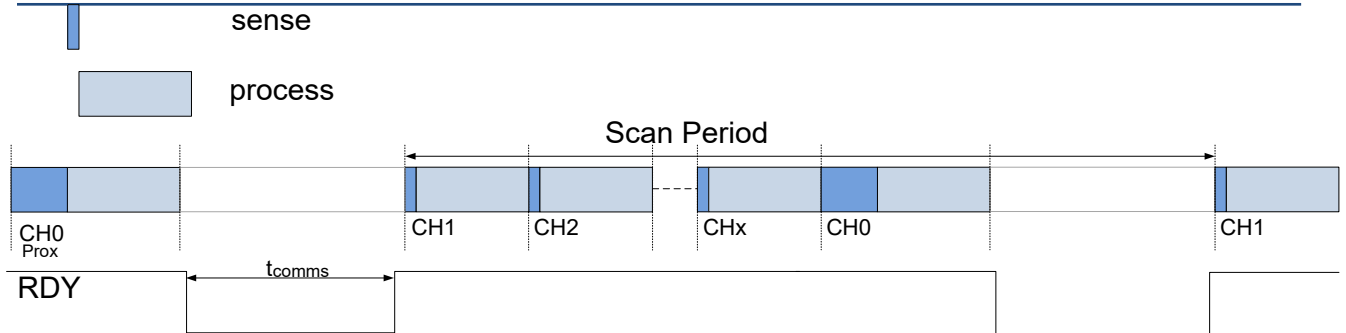 sense
process
Scan Period
CH0
Prox
CH1
CH2
CHx
CH0
CH1
RDY
tcomms